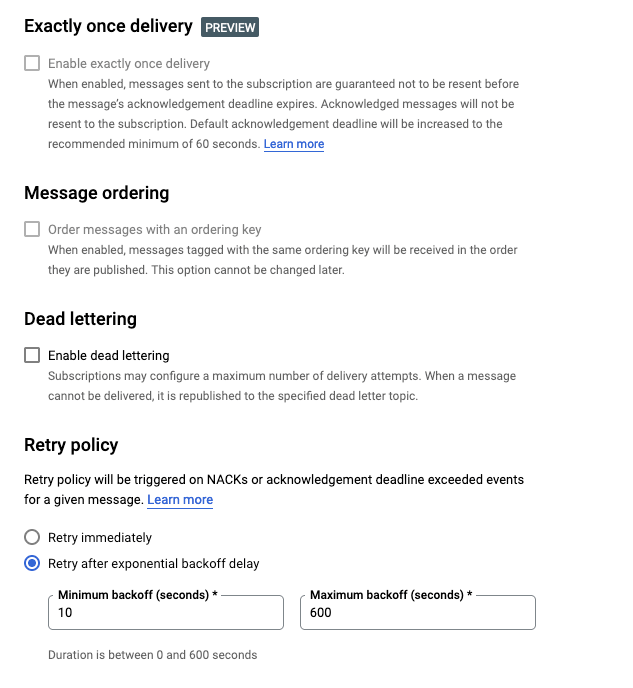 Exactly once delivery PREVIEW
Enable exactly once delivery
When enabled, messages sent to the subscription are guaranteed not to be resent before
the message's acknowledgement deadline expires. Acknowledged messages will not be
resent to the subscription. Default acknowledgement deadline will be increased to the
recommended minimum of 60 seconds. Learn more
Message ordering
Order messages with an ordering key
When enabled, messages tagged with the same ordering key will be received in the order
they are published. This option cannot be changed later.
Dead lettering
Enable dead lettering
Subscriptions may configure a maximum number of delivery attempts. When a message
cannot be delivered, it is republished to the specified dead letter topic.
Retry policy
Retry policy will be triggered on NACKs or acknowledgement deadline exceeded events
for a given message. Learn more
Retry immediately
Retry after exponential backoff delay
Minimum backoff (seconds) * Maximum backoff (seconds) *
10 600
Duration is between 0 and 600 seconds